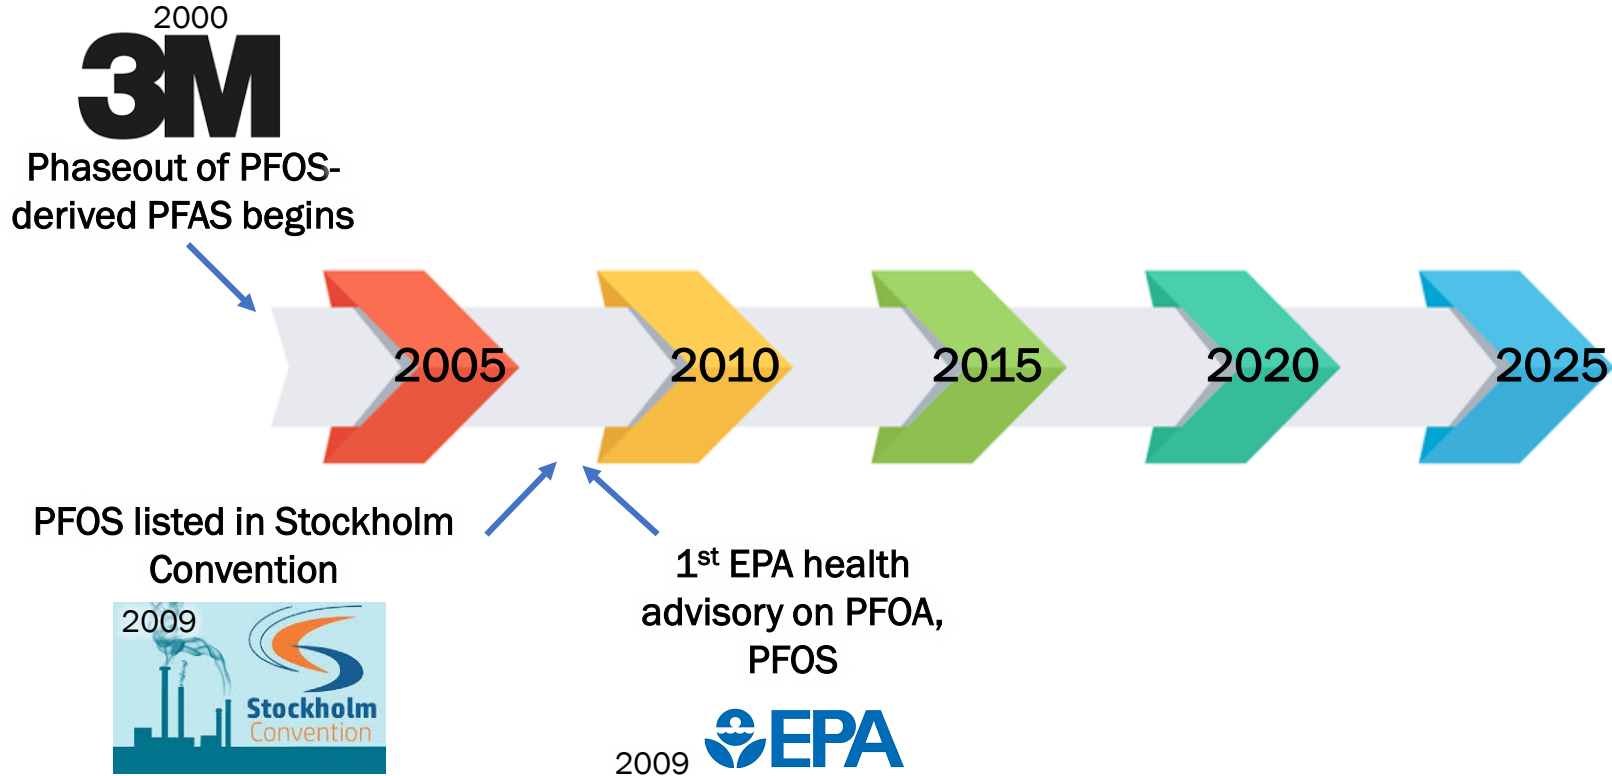 2000
3M
Phaseout of PFOS-
derived PFAS begins
2005
2010
2015
2020
2025
PFOS listed in Stockholm
Convention
2009
Stockholm
Convention
1st EPA health
advisory on PFOA,
PFOS
2009
EPA